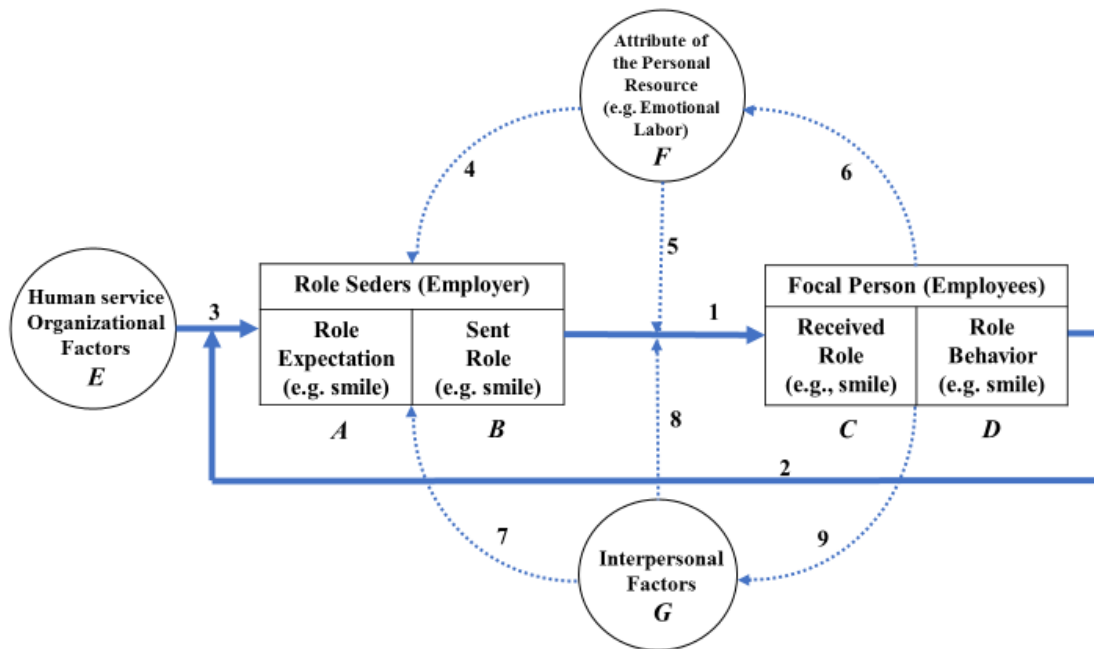 Attribute of
the Personal
Resource
(e.g. Emotional
Labor)
F
4
6
5
Human service
Organizational
Factors
E
3
Role Seders (Employer)
Role
Expectation
(e.g. smile)
Sent
Role
(e.g. smile)
A
B
1
Focal Person (Employees)
Received
Role
(e.g., smile)
Role
Behavior
(e.g. smile)
C
D
8
2
7
9
Interpersonal
Factors
G